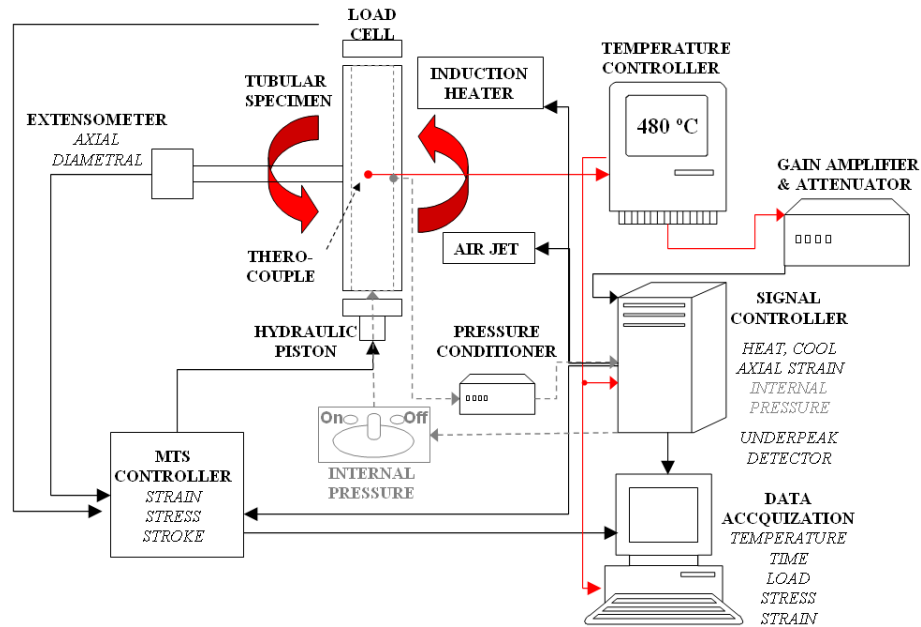 LOAD
CELL
TEMPERATURE
CONTROLLER
INDUCTION
HEATER
TUBULAR
SPECIMEN
EXTENSOMETER
AXIAL
DIAMETRAL
480 ºC
GAIN AMPLIFIER
& ATTENUATOR
AIR JET
THERO-
COUPLE
SIGNAL
CONTROLLER
HEAT, COOL
AXIAL STRAIN
INTERNAL
PRESSURE
UNDERPEAK
DETECTOR
HYDRAULIC
PISTON
PRESSURE
CONDITIONER
On Off
INTERNAL
PRESSURE
MTS
CONTROLLER
STRAIN
STRESS
STROKE
DATA
ACCQUIZATION
TEMPERATURE
TIME
LOAD
STRESS
STRAIN